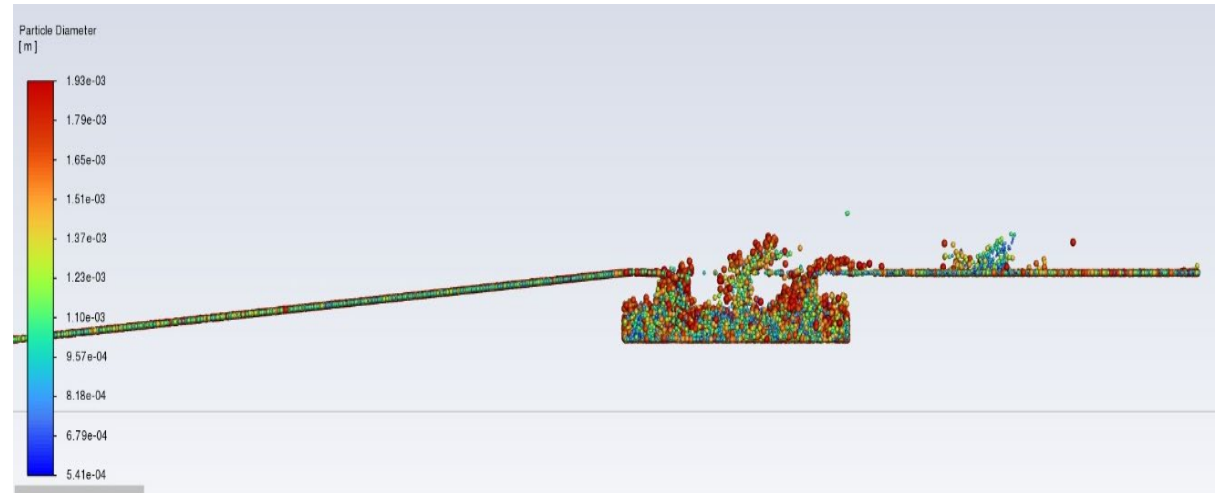 Particle Diameter
[ m ]
1.93e-03
1.79e-03
1.65e-03
1.51e-03
1.37e-03
1.23e-03
1.10e-03
9.57e-04
8.18e-04
6.79e-04
5.41e-04